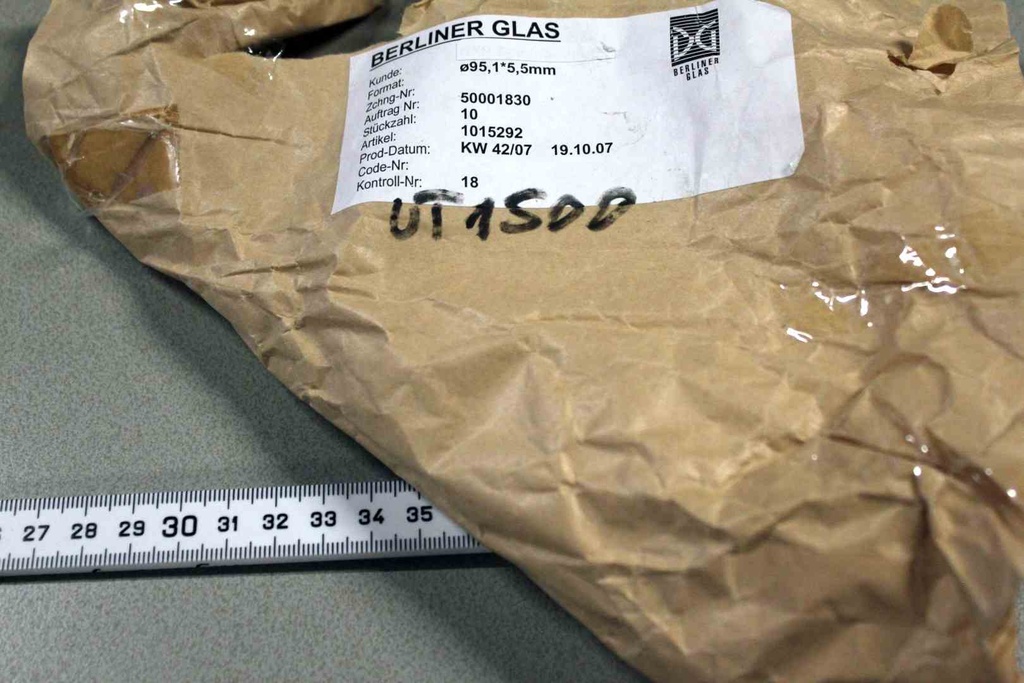 BERLINER GLAS
Kunde:
Format: ø95,1*5,5mm
Zchng-Nr:
Auftrag Nr: 50001830
Stückzahl: 10
Artikel: 1015292
Prod-Datum: KW 42/07 19.10.07
Code-Nr:
Kontroll-Nr: 18
BERLINER
GLAS
UT1500
27 28 29 30 31 32 33 34 35